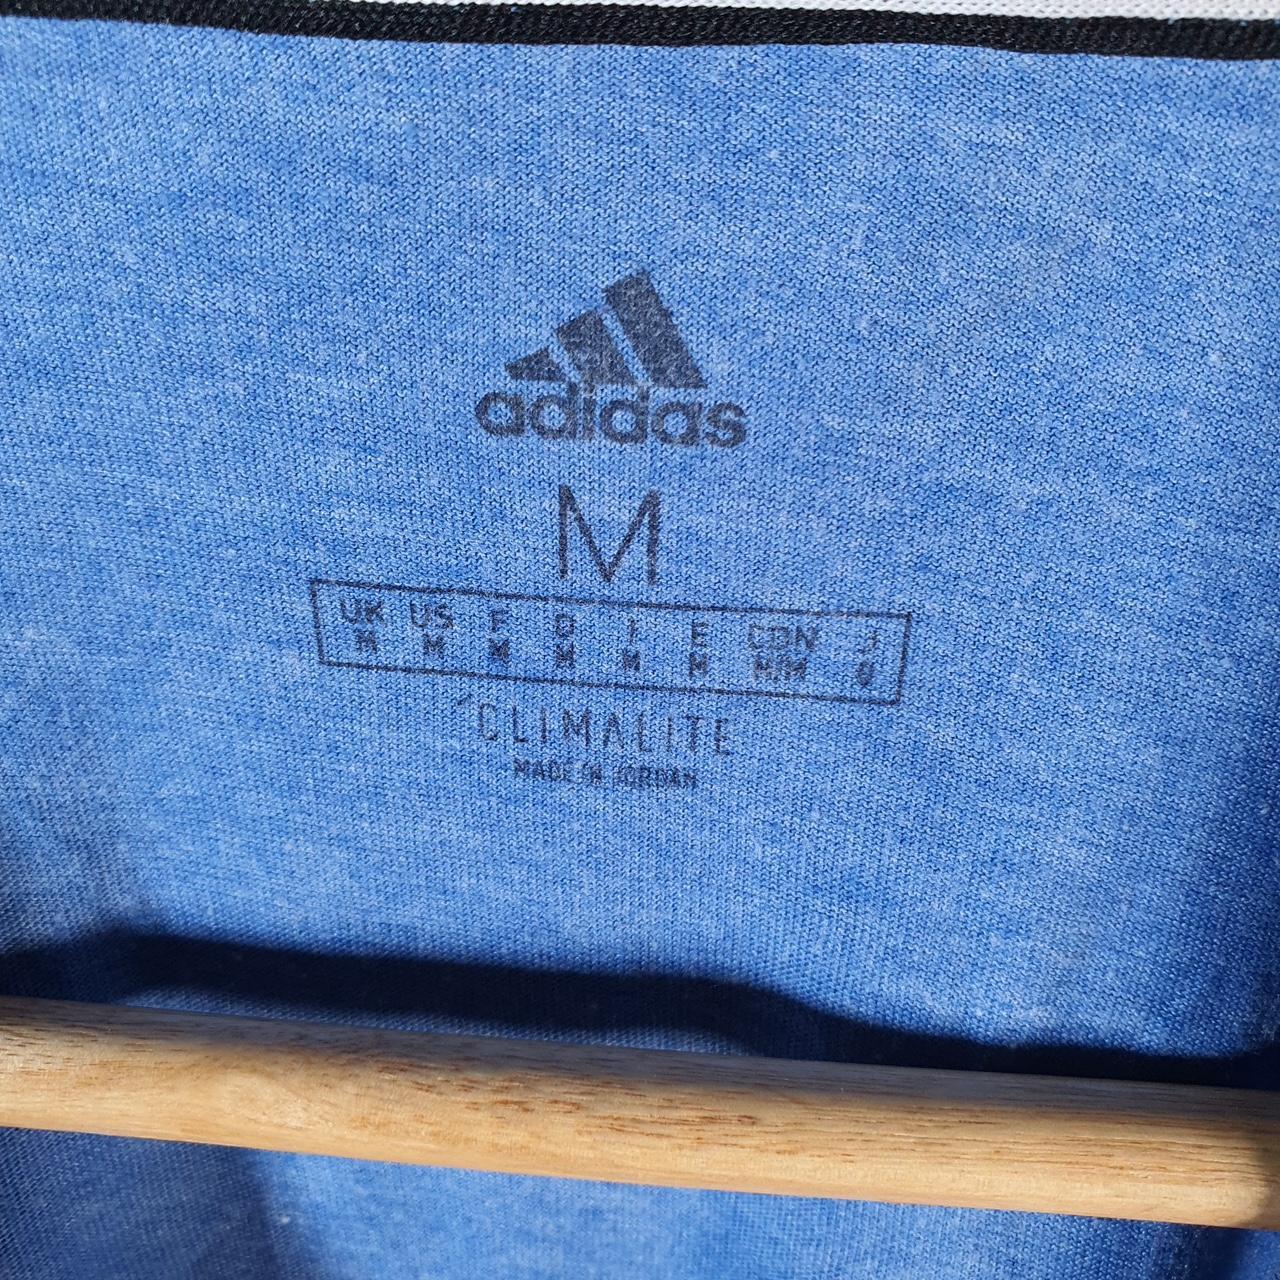 adidas
M
UK US F D I E CDN J
M M M M M M M/M O
CLIMALITE
MADE IN JORDAN